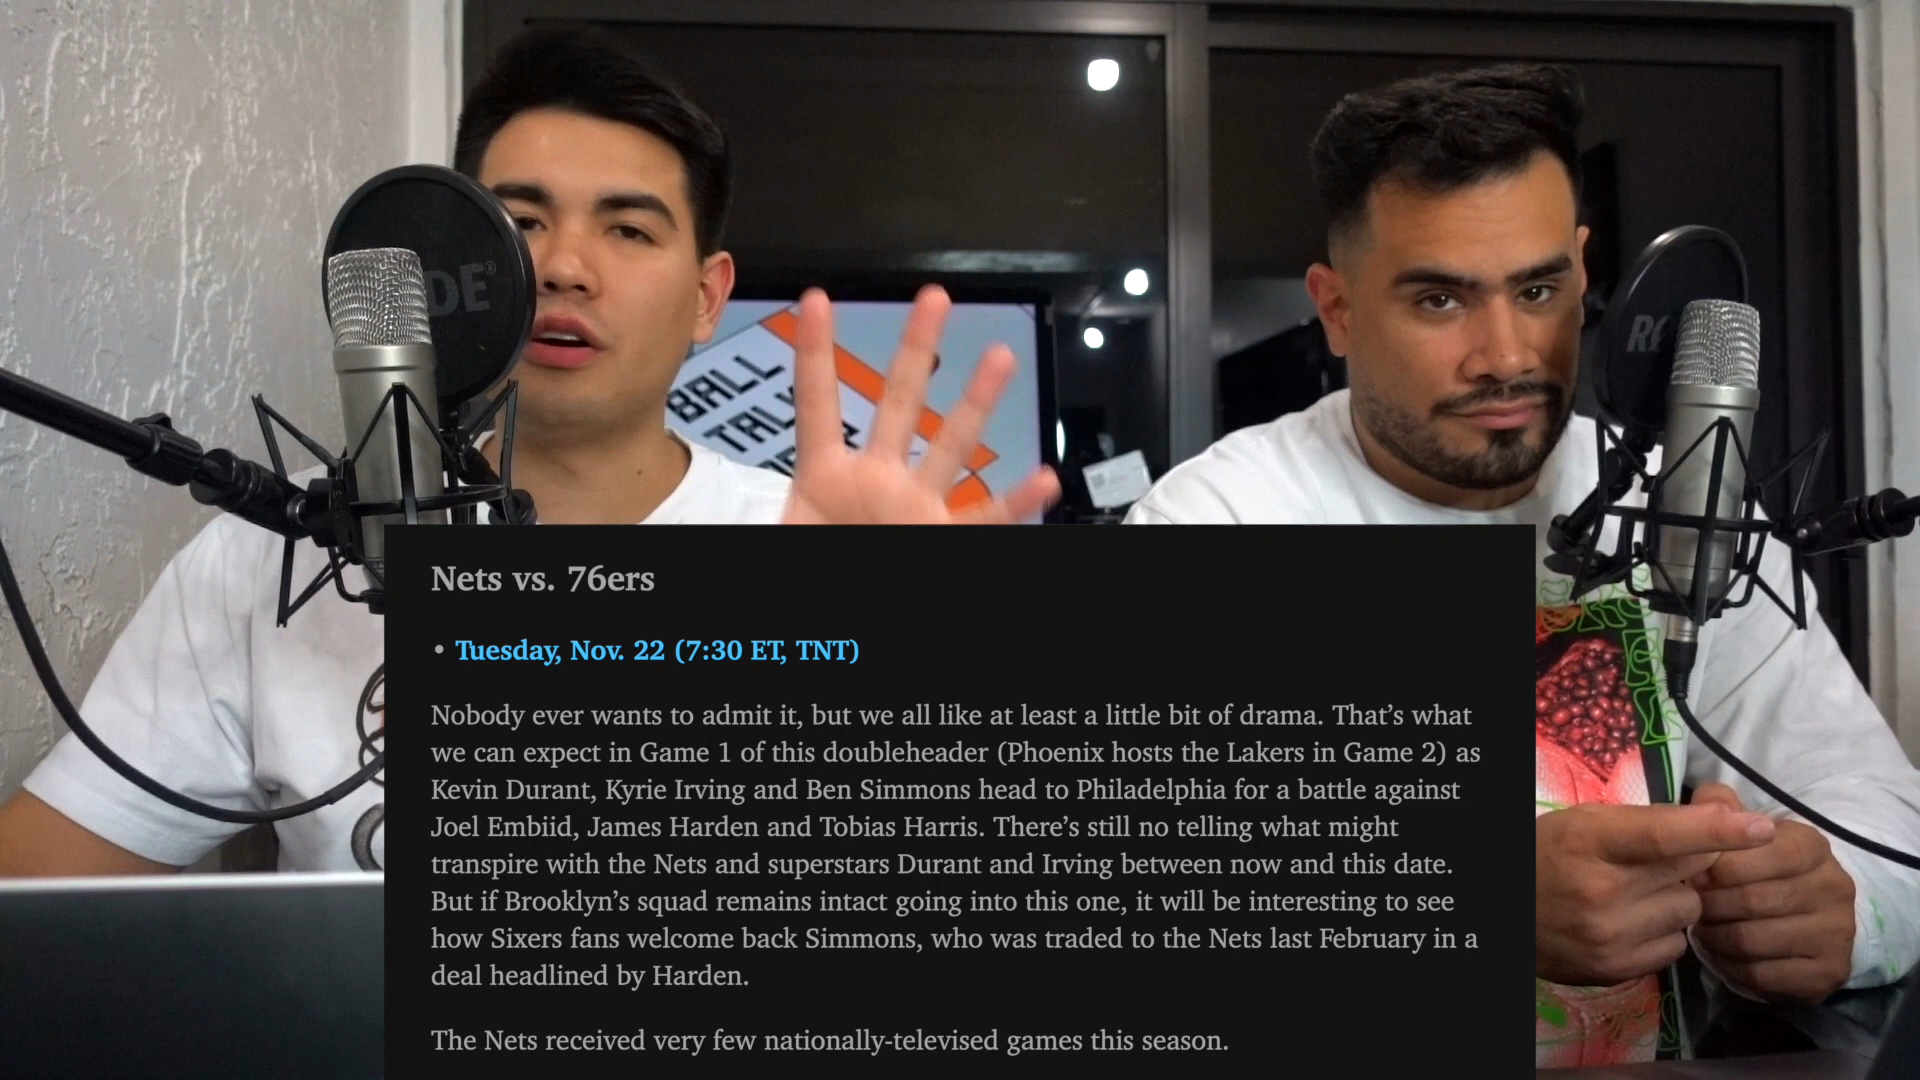 DE®
BALL
TALK
Nets vs. 76ers
• Tuesday, Nov. 22 (7:30 ET, TNT)
Nobody ever wants to admit it, but we all like at least a little bit of drama. That’s what
we can expect in Game 1 of this doubleheader (Phoenix hosts the Lakers in Game 2) as
Kevin Durant, Kyrie Irving and Ben Simmons head to Philadelphia for a battle against
Joel Embiid, James Harden and Tobias Harris. There’s still no telling what might
transpire with the Nets and superstars Durant and Irving between now and this date.
But if Brooklyn’s squad remains intact going into this one, it will be interesting to see
how Sixers fans welcome back Simmons, who was traded to the Nets last February in a
deal headlined by Harden.
The Nets received very few nationally-televised games this season.